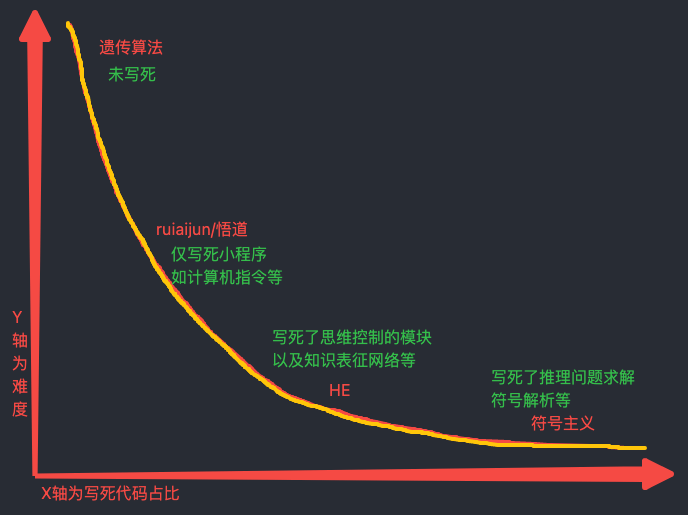 遗传算法
未写死
ruiaijun/悟道
仅写死小程序
如计算机指令等
Y
轴
为
难
度
写死了思维控制的模块
以及知识表征网络等
HE
写死了推理问题求解
符号解析等
符号主义
X轴为写死代码占比